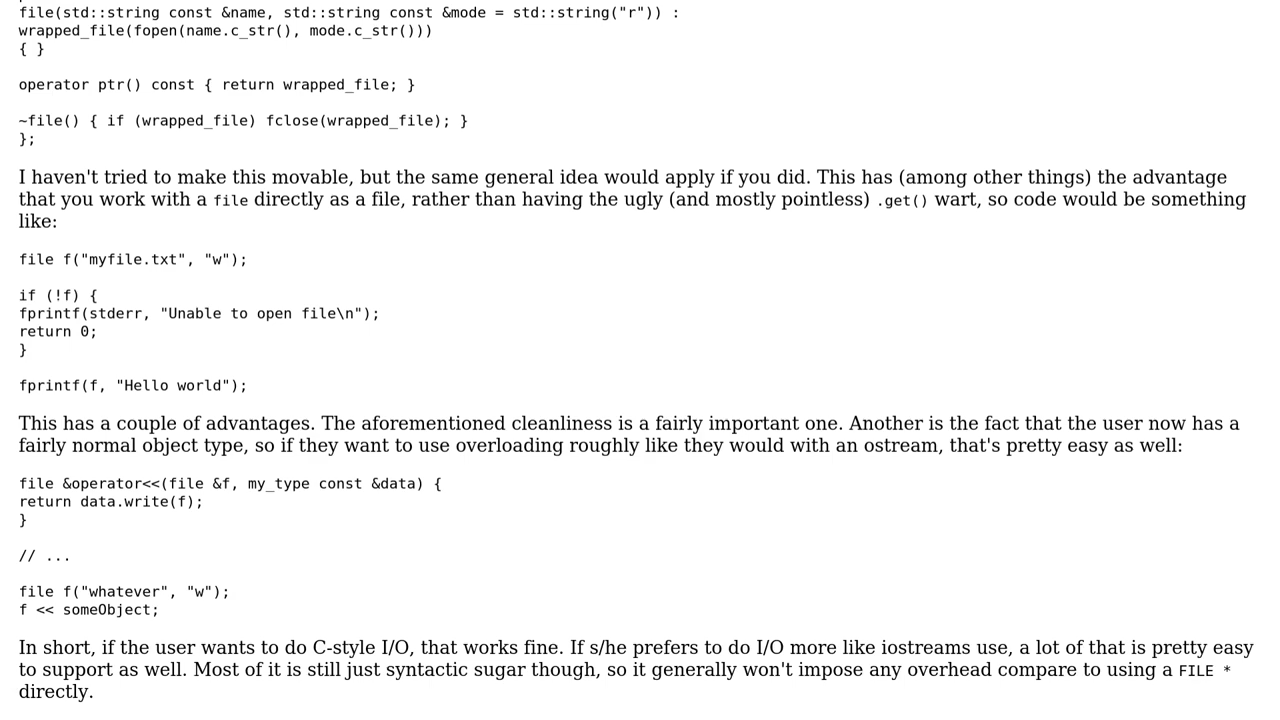 file(std::string const &name, std::string const &mode = std::string("r")) :
wrapped_file(fopen(name.c_str(), mode.c_str()))
{ }
operator ptr() const { return wrapped_file; }
~file() { if (wrapped_file) fclose(wrapped_file); }
};
I haven't tried to make this movable, but the same general idea would apply if you did. This has (among other things) the advantage
that you work with a file directly as a file, rather than having the ugly (and mostly pointless) .get() wart, so code would be something
like:
file f("myfile.txt", "w");
if (!f) {
fprintf(stderr, "Unable to open file\n");
return 0;
}
fprintf(f, "Hello world");
This has a couple of advantages. The aforementioned cleanliness is a fairly important one. Another is the fact that the user now has a
fairly normal object type, so if they want to use overloading roughly like they would with an ostream, that's pretty easy as well:
file &operator<<(file &f, my_type const &data) {
return data.write(f);
}
// ...
file f("whatever", "w");
f << someObject;
In short, if the user wants to do C-style I/O, that works fine. If s/he prefers to do I/O more like iostreams use, a lot of that is pretty easy
to support as well. Most of it is still just syntactic sugar though, so it generally won't impose any overhead compare to using a FILE *
directly.